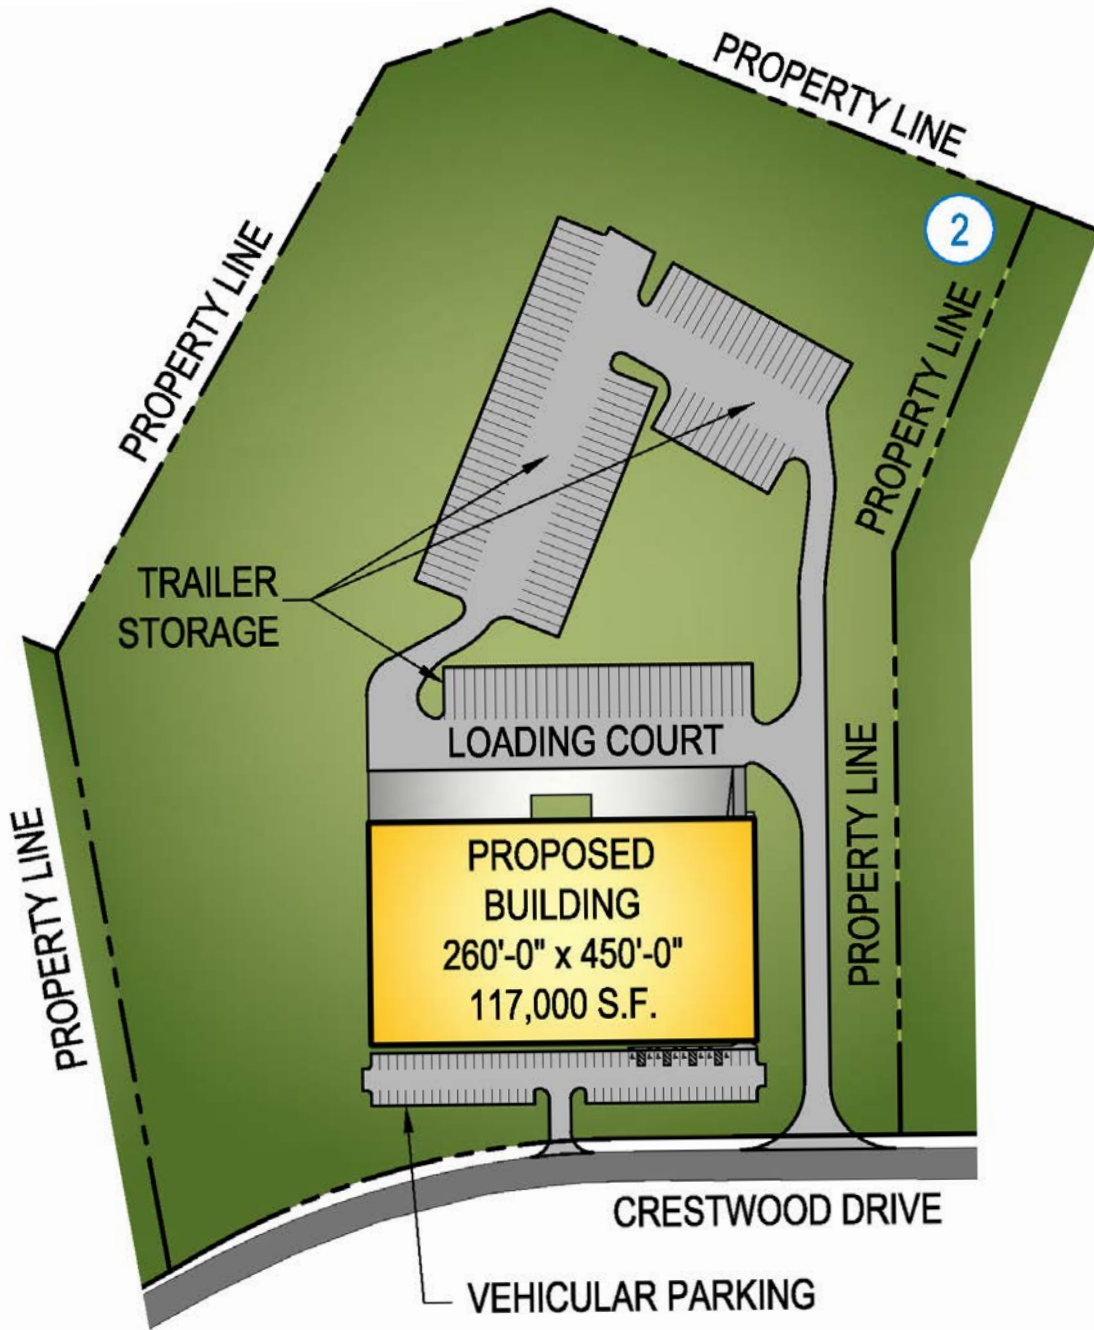 PROPERTY LINE
2
PROPERTY LINE
PROPERTY LINE
TRAILER
STORAGE
LOADING COURT
PROPERTY LINE
PROPERTY LINE
PROPOSED
BUILDING
260'-0" x 450'-0"
117,000 S.F.
CRESTWOOD DRIVE
VEHICULAR PARKING